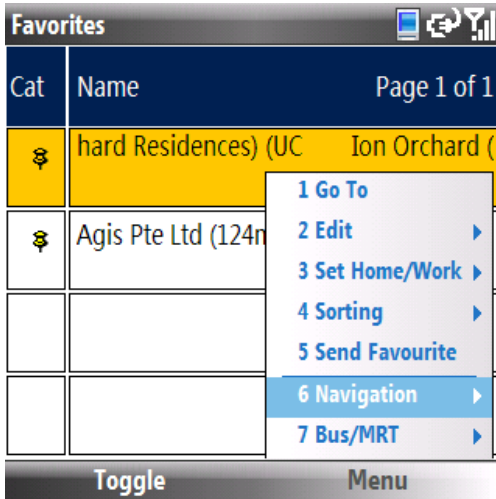 Favorites
Cat Name Page 1 of 1
hard Residences) (UC Ion Orchard (
Agis Pte Ltd (124m
1 Go To
2 Edit
3 Set Home/Work
4 Sorting
5 Send Favourite
6 Navigation
7 Bus/MRT
Toggle Menu